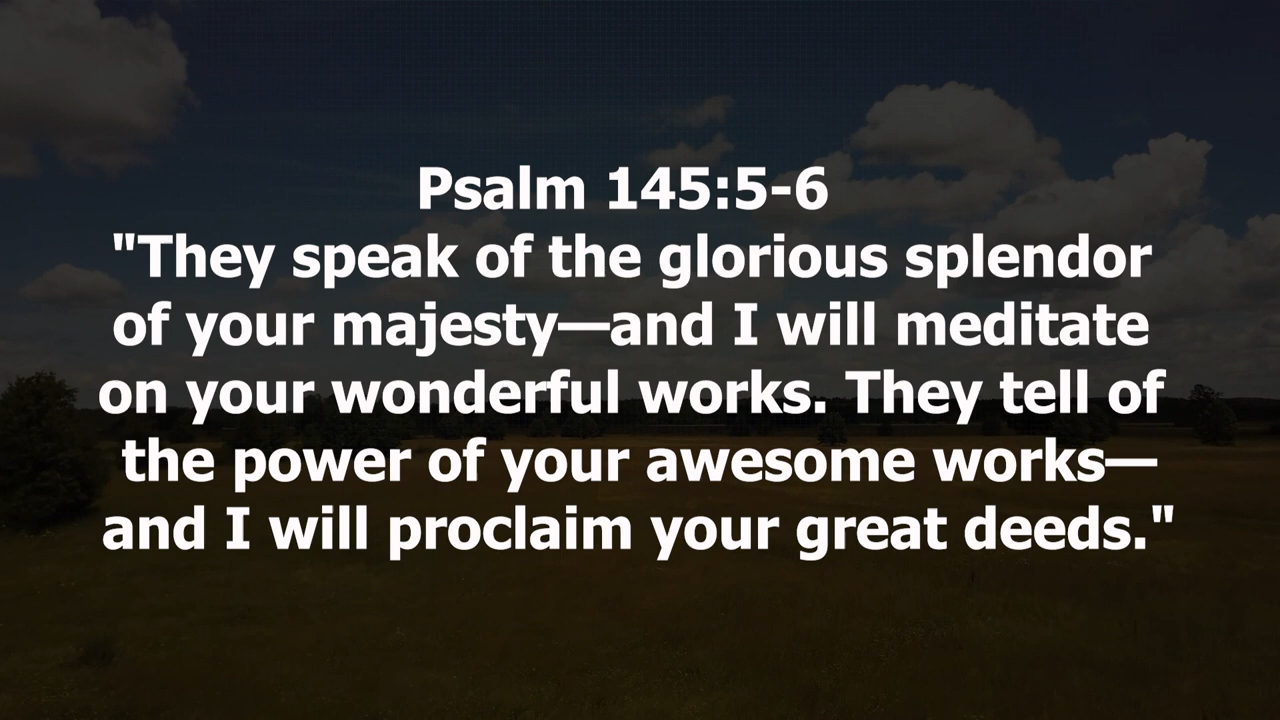 Psalm 145:5-6
"They speak of the glorious splendor
of your majesty—and I will meditate
on your wonderful works. They tell of
the power of your awesome works—
and I will proclaim your great deeds."